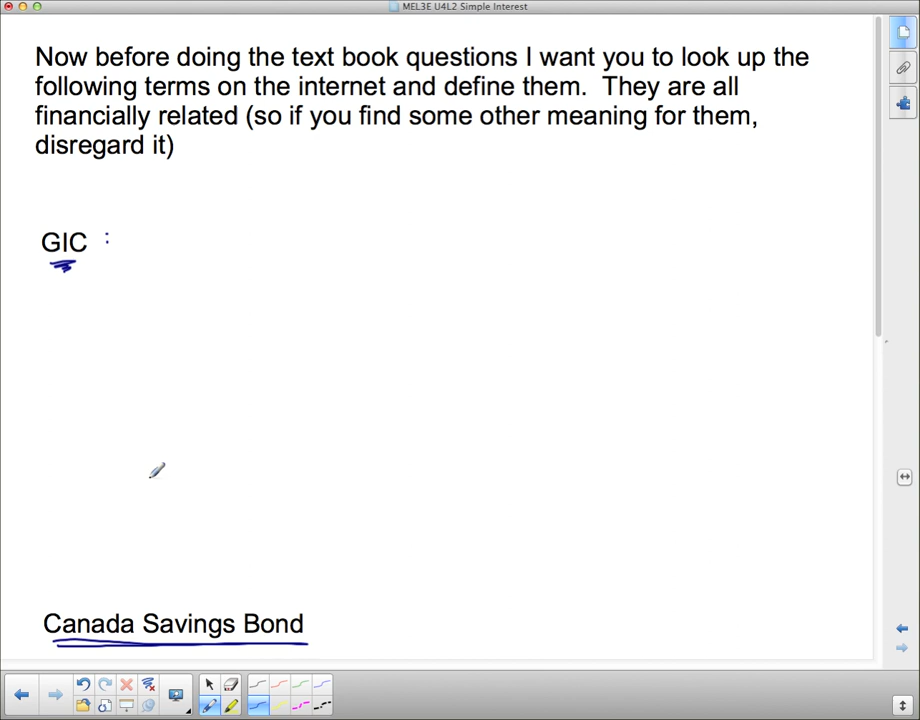 MEL3E U4L2 Simple Interest
Now before doing the text book questions I want you to look up the
following terms on the internet and define them.  They are all
financially related (so if you find some other meaning for them,
disregard it)
GIC :
Canada Savings Bond